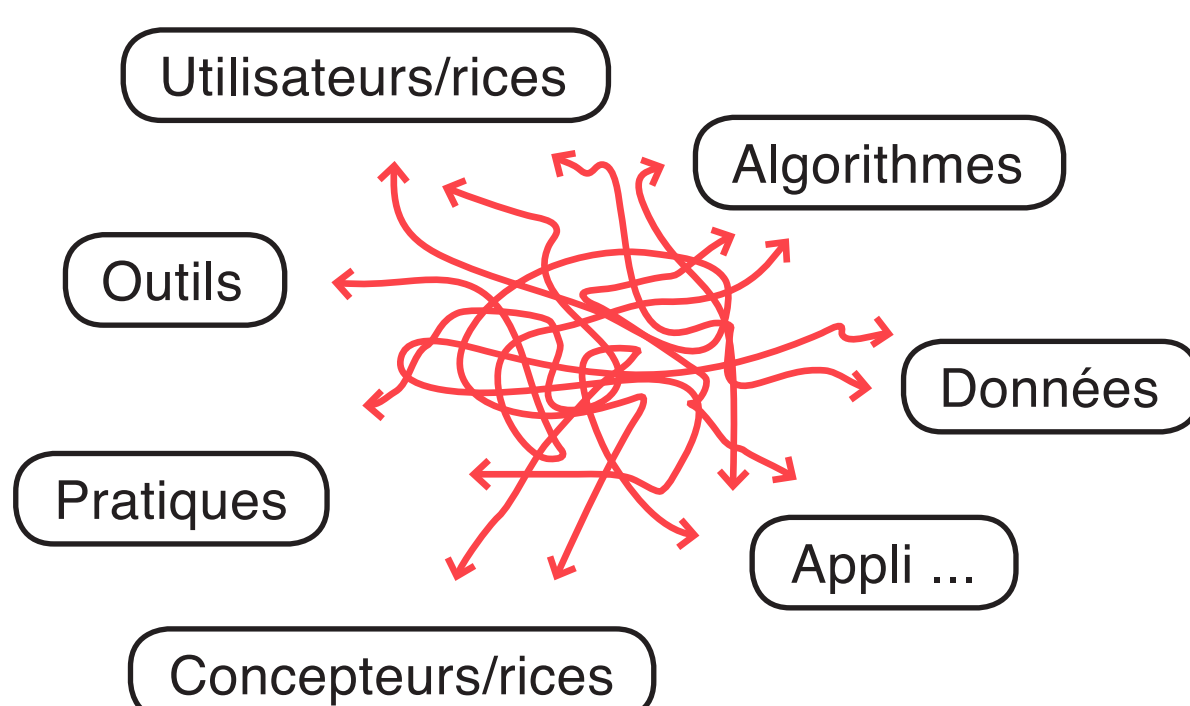 Utilisateurs/rices
Algorithmes
Outils
Données
Pratiques
Appli ...
Concepteurs/rices